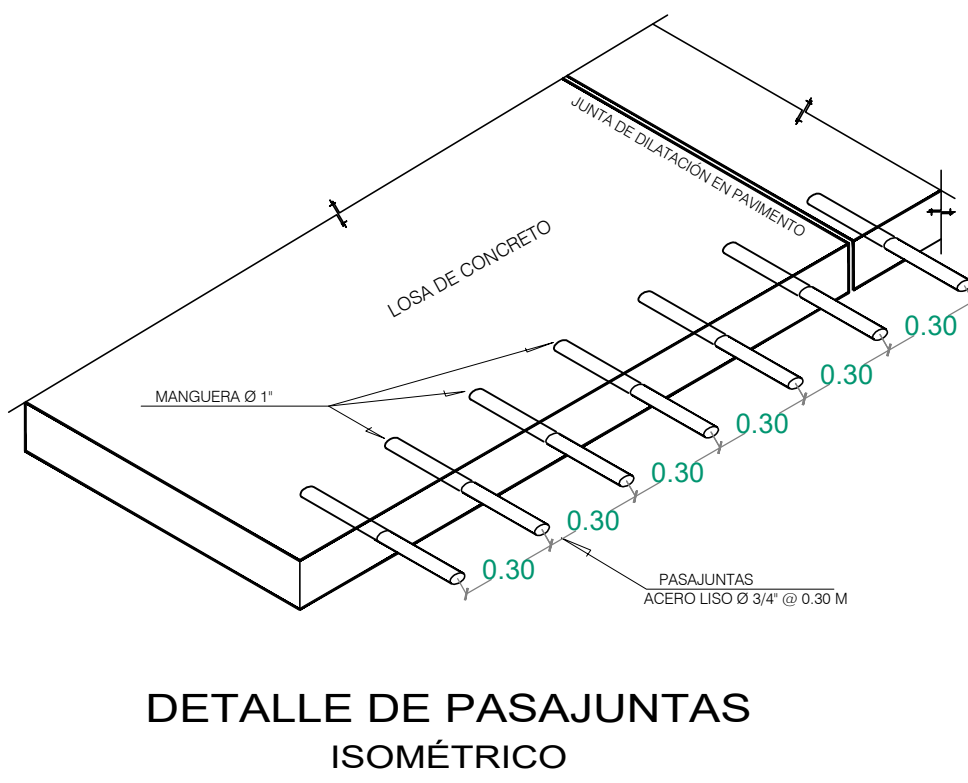 JUNTA DE DILATACIÓN EN PAVIMENTO
LOSA DE CONCRETO
MANGUERA Ø 1"
0.30
0.30
0.30
0.30
0.30
0.30
PASAJUNTAS
ACERO LISO Ø 3/4" @ 0.30 M
DETALLE DE PASAJUNTAS
ISOMÉTRICO